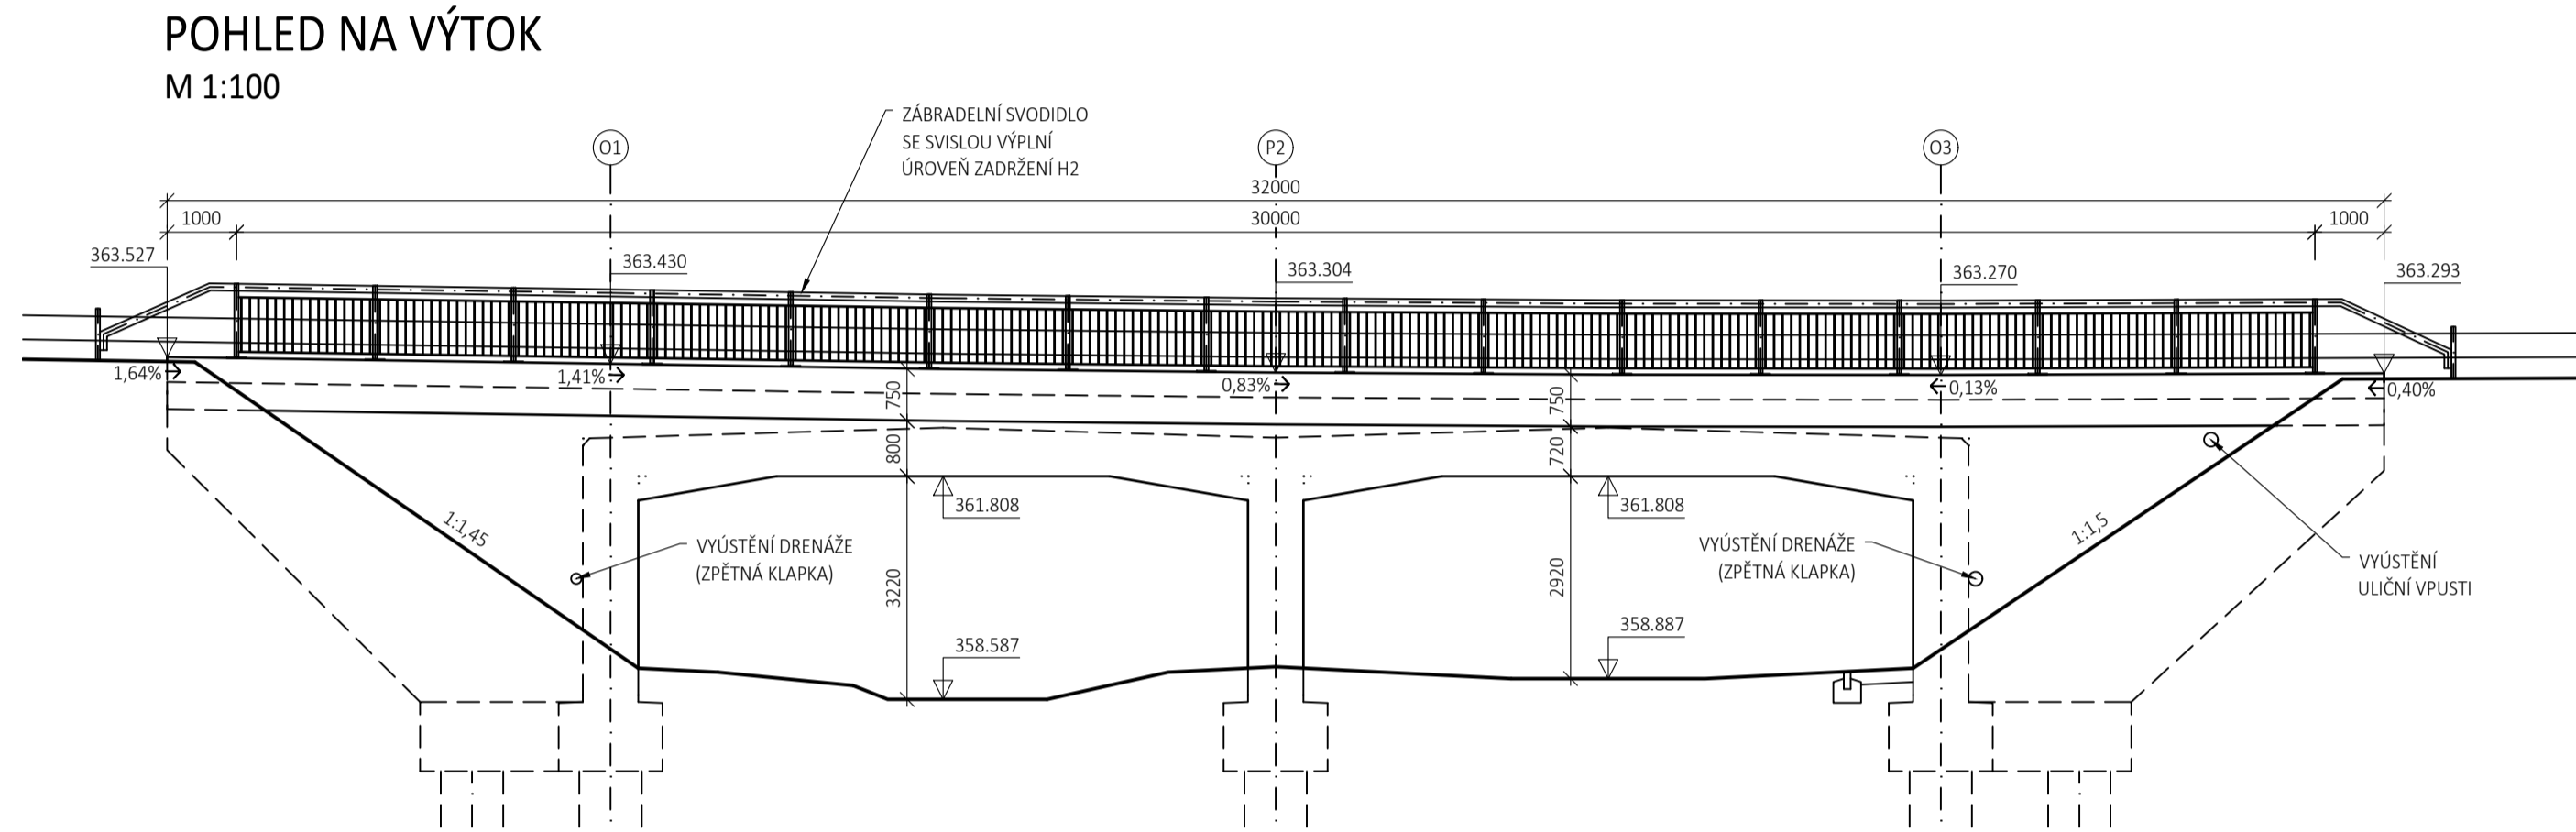 POHLED NA VÝTOK
M 1:100
ZÁBRADELNÍ SVODIDLO
SE SVISLOU VÝPLNÍ
ÚROVEŇ ZADRŽENÍ H2
O1
P2
O3
32000
1000
30000
1000
363.527
363.430
363.304
363.270
363.293
1,64%
1,41%
0,83%
0,13%
0,40%
750
750
800
720
361.808
361.808
1:1,45
1:1,5
VYÚSTĚNÍ DRENÁŽE
(ZPĚTNÁ KLAPKA)
VYÚSTĚNÍ DRENÁŽE
(ZPĚTNÁ KLAPKA)
VYÚSTĚNÍ
ULIČNÍ VPUSTI
3220
2920
358.587
358.887